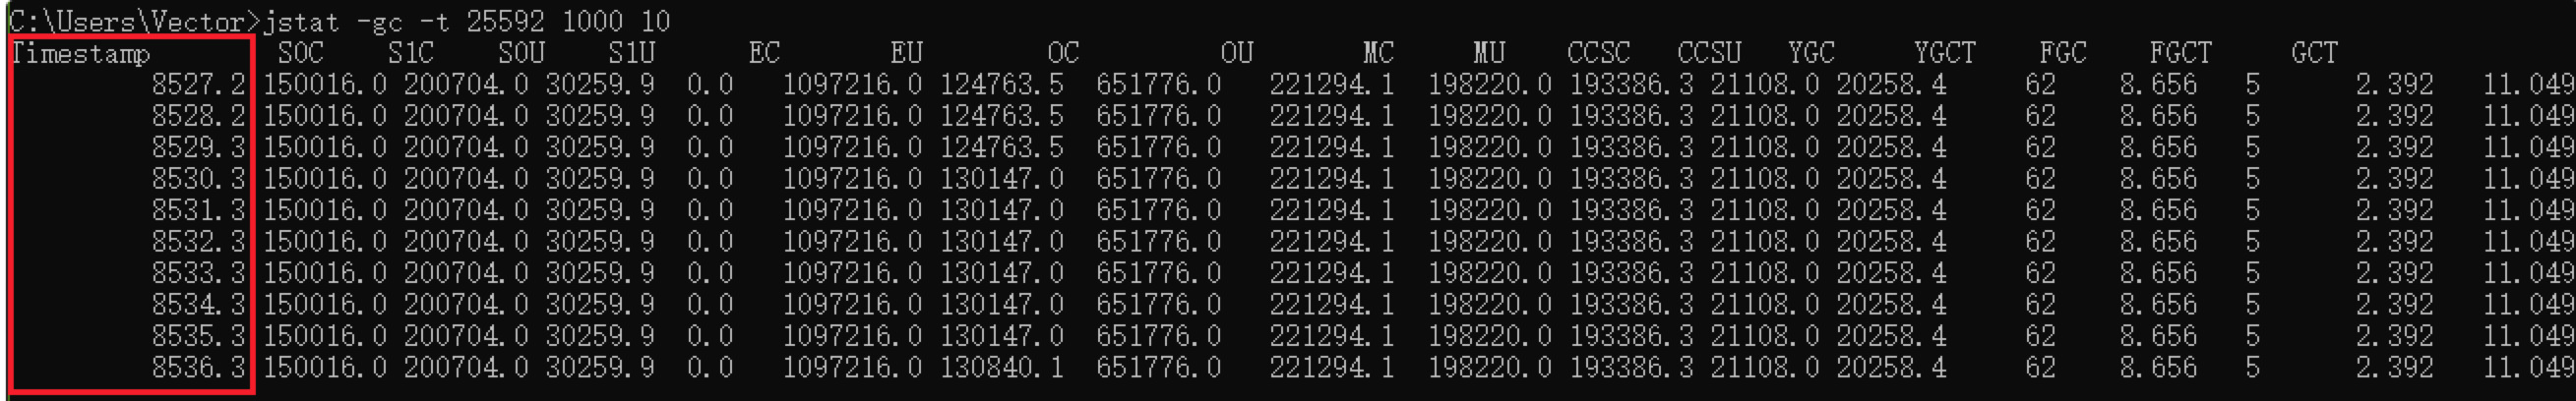 C:\Users\Vector>jstat -gc -t 25592 1000 10
Timestamp S0C S1C S0U S1U EC EU OC OU MC MU CCSC CCSU YGC YGCT FGC FGCT GCT
8527.2 150016.0 200704.0 30259.9 0.0 1097216.0 124763.5 651776.0 221294.1 198220.0 193386.3 21108.0 20258.4 62 8.656 5 2.392 11.049
8528.2 150016.0 200704.0 30259.9 0.0 1097216.0 124763.5 651776.0 221294.1 198220.0 193386.3 21108.0 20258.4 62 8.656 5 2.392 11.049
8529.3 150016.0 200704.0 30259.9 0.0 1097216.0 124763.5 651776.0 221294.1 198220.0 193386.3 21108.0 20258.4 62 8.656 5 2.392 11.049
8530.3 150016.0 200704.0 30259.9 0.0 1097216.0 130147.0 651776.0 221294.1 198220.0 193386.3 21108.0 20258.4 62 8.656 5 2.392 11.049
8531.3 150016.0 200704.0 30259.9 0.0 1097216.0 130147.0 651776.0 221294.1 198220.0 193386.3 21108.0 20258.4 62 8.656 5 2.392 11.049
8532.3 150016.0 200704.0 30259.9 0.0 1097216.0 130147.0 651776.0 221294.1 198220.0 193386.3 21108.0 20258.4 62 8.656 5 2.392 11.049
8533.3 150016.0 200704.0 30259.9 0.0 1097216.0 130147.0 651776.0 221294.1 198220.0 193386.3 21108.0 20258.4 62 8.656 5 2.392 11.049
8534.3 150016.0 200704.0 30259.9 0.0 1097216.0 130147.0 651776.0 221294.1 198220.0 193386.3 21108.0 20258.4 62 8.656 5 2.392 11.049
8535.3 150016.0 200704.0 30259.9 0.0 1097216.0 130147.0 651776.0 221294.1 198220.0 193386.3 21108.0 20258.4 62 8.656 5 2.392 11.049
8536.3 150016.0 200704.0 30259.9 0.0 1097216.0 130840.1 651776.0 221294.1 198220.0 193386.3 21108.0 20258.4 62 8.656 5 2.392 11.049